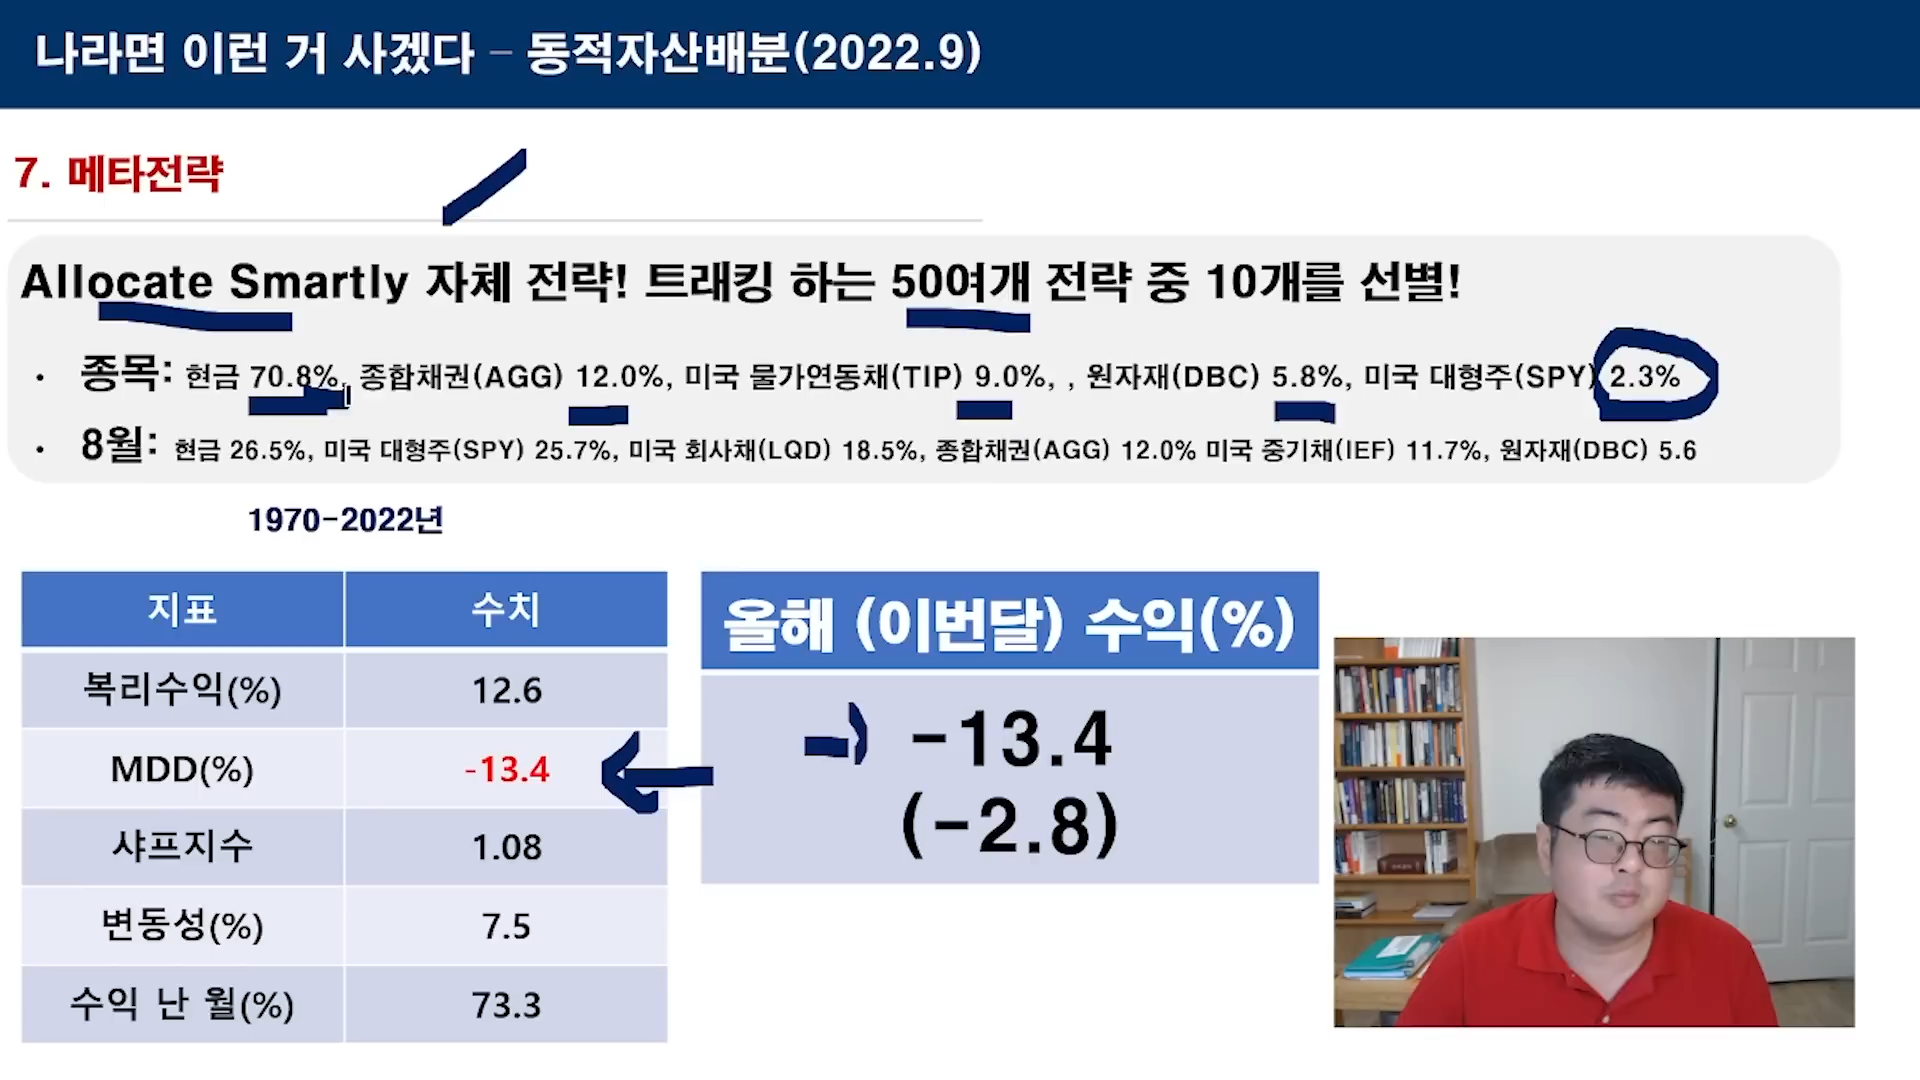 나라면 이런 거 사겠다 - 동적자산배분(2022.9)
7. 메타전략
Allocate Smartly 자체 전략! 트래킹 하는 50여개 전략 중 10개를 선별!
• 종목: 현금 70.8%, 종합채권(AGG) 12.0%, 미국 물가연동채(TIP) 9.0%, , 원자재(DBC) 5.8%, 미국 대형주(SPY) 2.3%
• 8월: 현금 26.5%, 미국 대형주(SPY) 25.7%, 미국 회사채(LQD) 18.5%, 종합채권(AGG) 12.0% 미국 중기채(IEF) 11.7%, 원자재(DBC) 5.6
1970-2022년
지표 수치
복리수익(%) 12.6
MDD(%) -13.4
샤프지수 1.08
변동성(%) 7.5
수익 난 월(%) 73.3
올해 (이번달) 수익(%)
-13.4
(-2.8)